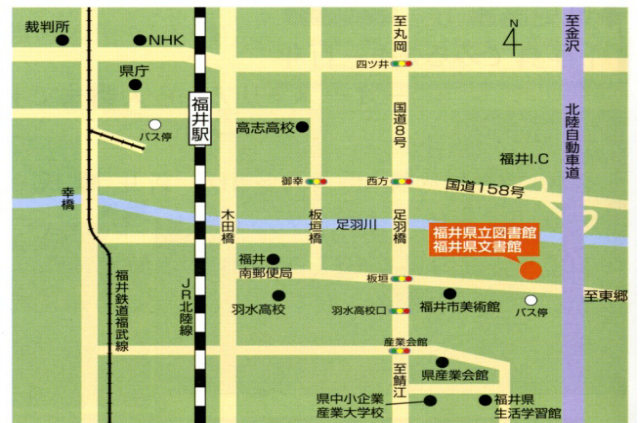 裁判所
NHK
県庁
バス停
福井駅
高志高校
至丸岡
N
至金沢
四ツ井
国道8号
北陸自動車道
福井I.C
御幸
西方
国道158号
幸橋
木田橋
板垣橋
足羽川
足羽橋
福井県立図書館
福井県文書館
福井
南郵便局
羽水高校
板垣
福井市美術館
バス停
至東郷
羽水高校口
福井鉄道福武線
JR北陸線
産業会館
至鯖江
県産業会館
県中小企業
産業大学校
福井県
生活学習館